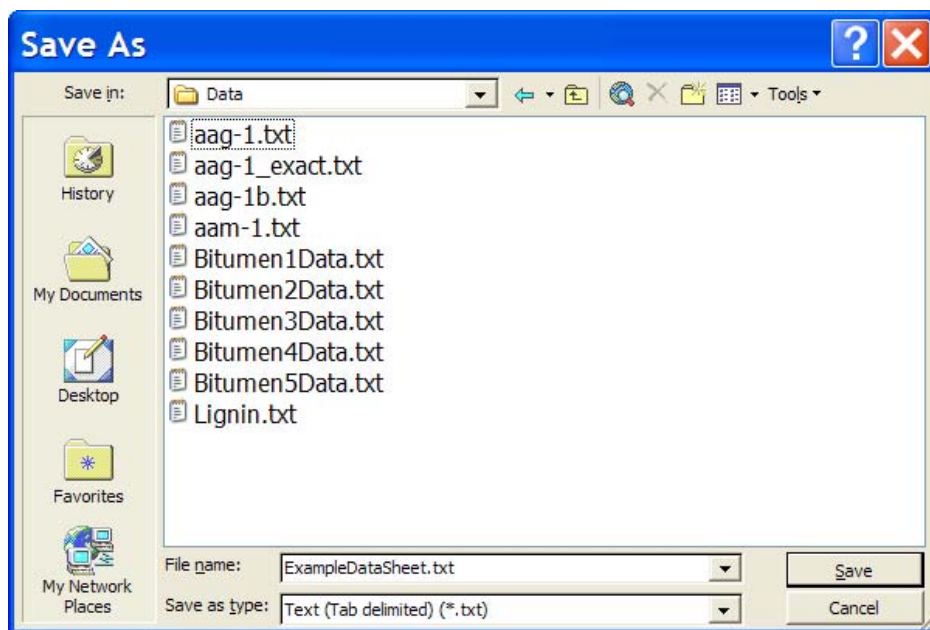 Save As
Save in:
Data
Tools
aag-1.txt
aag-1_exact.txt
aag-1b.txt
aam-1.txt
Bitumen1Data.txt
Bitumen2Data.txt
Bitumen3Data.txt
Bitumen4Data.txt
Bitumen5Data.txt
Lignin.txt
History
My Documents
Desktop
Favorites
My Network
Places
File name:
ExampleDataSheet.txt
Save
Save as type:
Text (Tab delimited) (*.txt)
Cancel